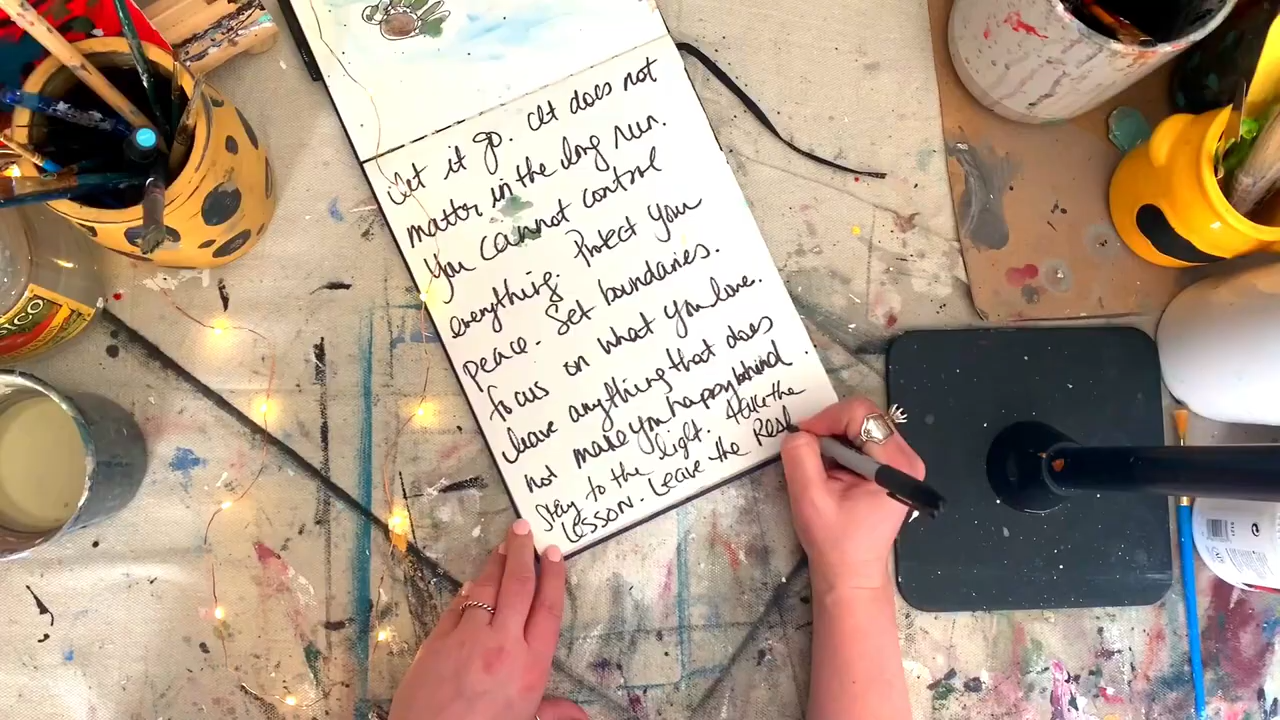 Let it go. It does not
matter in the long run.
You cannot control
everything. Protect your
peace. Set boundaries.
focus on what you love.
leave anything that does
not make you happy behind.
Stay to the light. Take the
LESSON. Leave the Rest
STCO